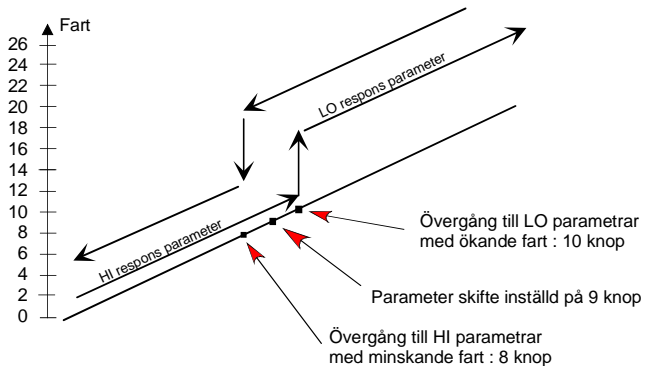 Fart
26
24
22
20
18
16
14
12
10
8
6
4
2
0
LO respons parameter
HI respons parameter
Övergång till LO parametrar
med ökande fart : 10 knop
Parameter skifte inställd på 9 knop
Övergång till HI parametrar
med minskande fart : 8 knop